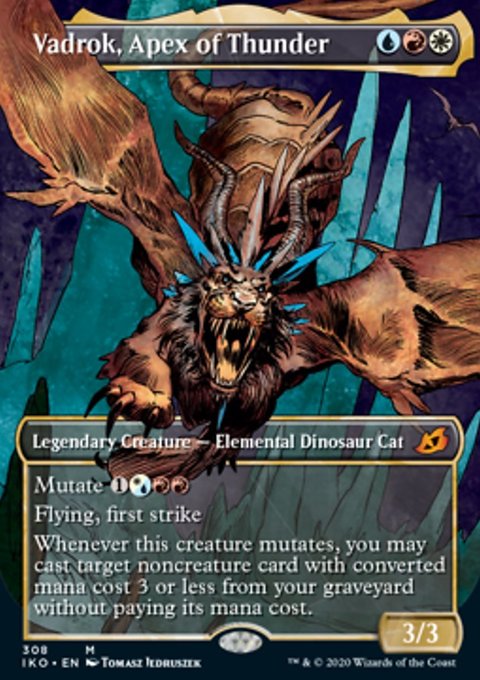 Vadrok, Apex of Thunder
Legendary Creature — Elemental Dinosaur Cat
Mutate 1
Flying, first strike
Whenever this creature mutates, you may
cast target noncreature card with converted
mana cost 3 or less from your graveyard
without paying its mana cost.
3/3
308 M
IKO • EN Tomasz Jedruszek
™ & © 2020 Wizards of the Coast